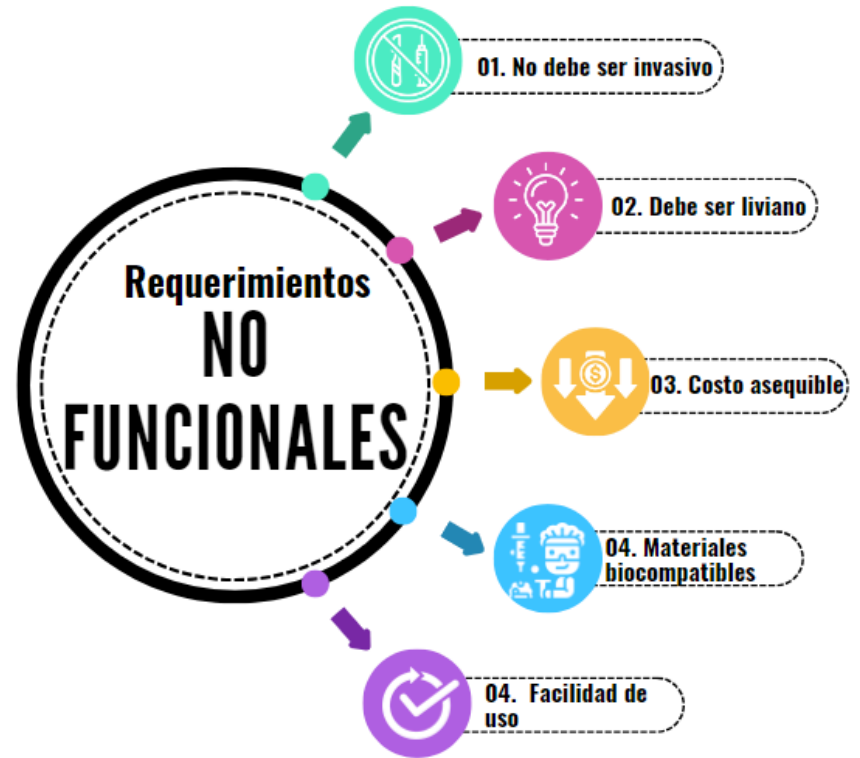 Requerimientos
NO
FUNCIONALES
01. No debe ser invasivo
02. Debe ser liviano
03. Costo asequible
04. Materiales
biocompatibles
04. Facilidad de
uso